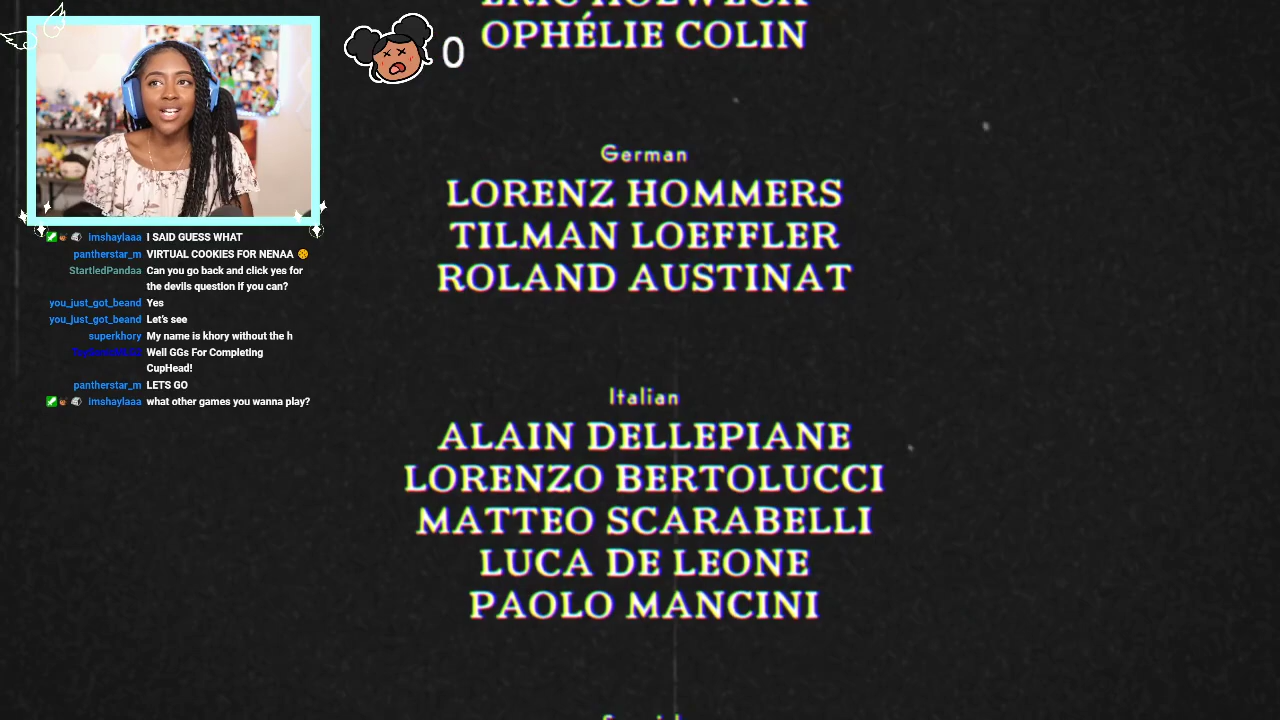 OPHÉLIE COLIN
0
German
LORENZ HOMMERS
TILMAN LOEFFLER
ROLAND AUSTINAT
Italian
ALAIN DELLEPIANE
LORENZO BERTOLUCCI
MATTEO SCARABELLI
LUCA DE LEONE
PAOLO MANCINI
imshaylaaa I SAID GUESS WHAT
pantherstar_m VIRTUAL COOKIES FOR NENAA
StartledPandaa Can you go back and click yes for
the devils question if you can?
you_just_got_beand Yes
you_just_got_beand Let's see
superkhory My name is khory without the h
Well GGs For Completing
CupHead!
pantherstar_m LETS GO
imshaylaaa what other games you wanna play?